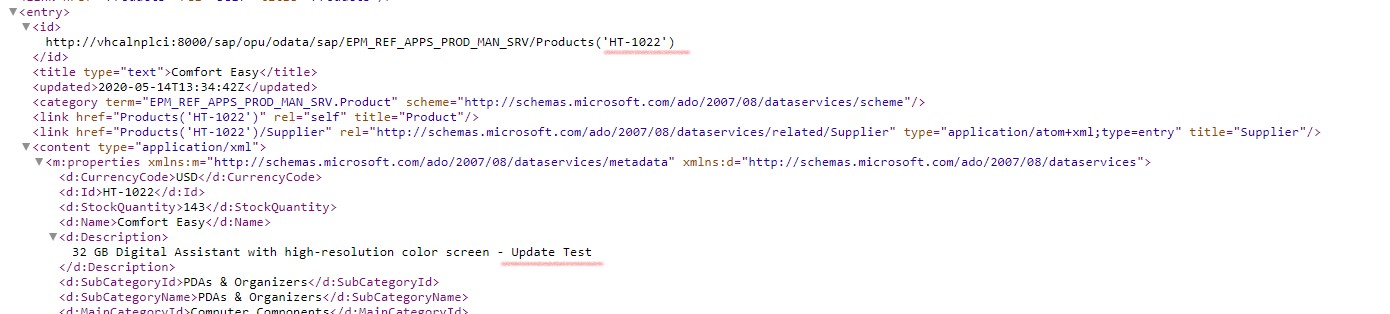 ▼<entry>
▼<id>
http://vhcalnplci:8000/sap/opu/odata/sap/EPM_REF_APPS_PROD_MAN_SRV/Products('HT-1022')
</id>
<title type="text">Comfort Easy</title>
<updated>2020-05-14T13:34:42Z</updated>
<category term="EPM_REF_APPS_PROD_MAN_SRV.Product" scheme="http://schemas.microsoft.com/ado/2007/08/dataservices/scheme"/>
<link href="Products('HT-1022')" rel="self" title="Product"/>
<link href="Products('HT-1022')/Supplier" rel="http://schemas.microsoft.com/ado/2007/08/dataservices/related/Supplier" type="application/atom+xml;type=entry" title="Supplier"/>
▼<content type="application/xml">
▼<m:properties xmlns:m="http://schemas.microsoft.com/ado/2007/08/dataservices/metadata" xmlns:d="http://schemas.microsoft.com/ado/2007/08/dataservices">
<d:CurrencyCode>USD</d:CurrencyCode>
<d:Id>HT-1022</d:Id>
<d:StockQuantity>143</d:StockQuantity>
<d:Name>Comfort Easy</d:Name>
▼<d:Description>
32 GB Digital Assistant with high-resolution color screen - Update Test
</d:Description>
<d:SubCategoryId>PDAs & Organizers</d:SubCategoryId>
<d:SubCategoryName>PDAs & Organizers</d:SubCategoryName>
<d:MainCategoryId>Computer Components</d:MainCategoryId>